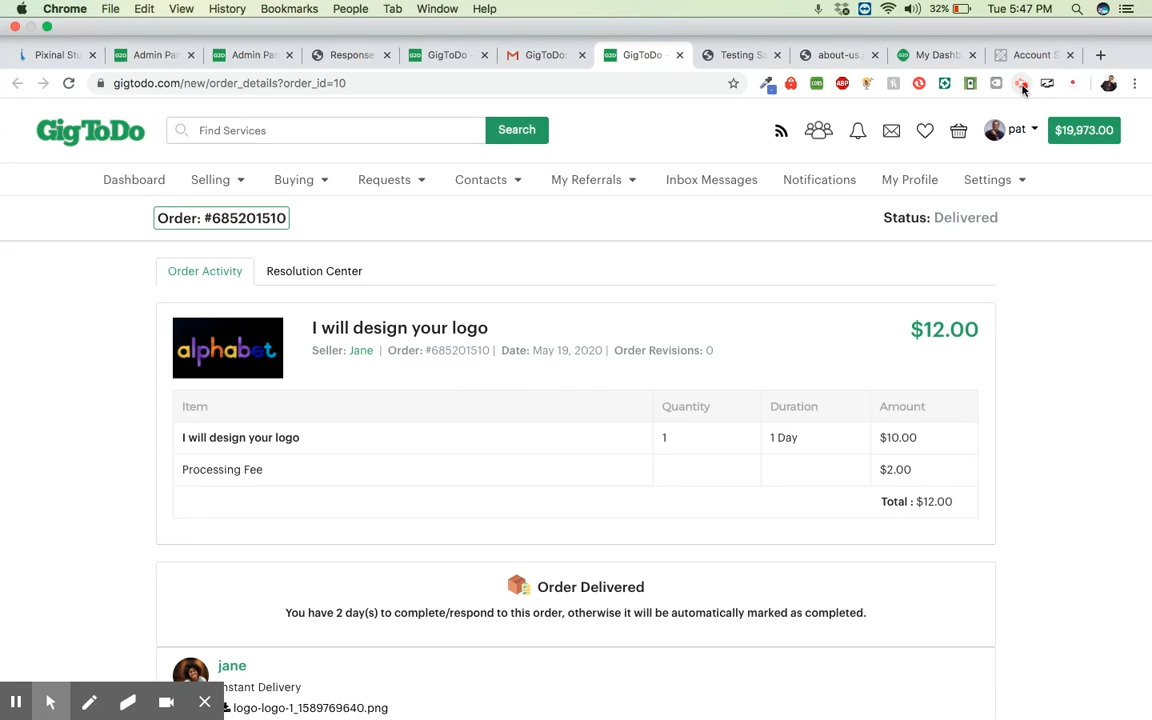 Chrome File Edit View History Bookmarks People Tab Window Help 32% Tue 5:47 PM
Pixinal Stu Admin Pa Admin Pa Response GigToDo - GigToDo: GigToDo - Testing Sa about-us. My Dashb Account S
gigtodo.com/new/order_details?order_id=10
GigToDo Find Services Search pat $19,973.00
Dashboard Selling Buying Requests Contacts My Referrals Inbox Messages Notifications My Profile Settings
Order: #685201510 Status: Delivered
Order Activity Resolution Center
alphabet
I will design your logo $12.00
Seller: Jane | Order: #685201510 | Date: May 19, 2020 | Order Revisions: 0
Item Quantity Duration Amount
I will design your logo 1 1 Day $10.00
Processing Fee $2.00
Total : $12.00
Order Delivered
You have 2 day(s) to complete/respond to this order, otherwise it will be automatically marked as completed.
jane
nstant Delivery
logo-logo-1_1589769640.png